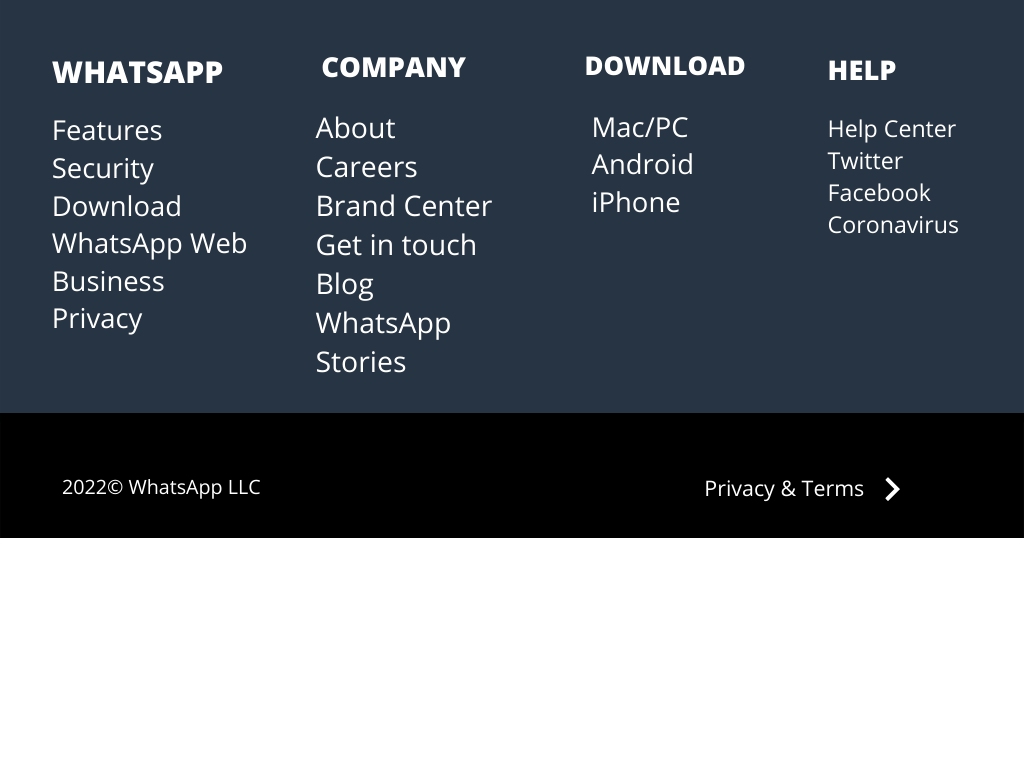 WHATSAPP
Features
Security
Download
WhatsApp Web
Business
Privacy
COMPANY
About
Careers
Brand Center
Get in touch
Blog
WhatsApp
Stories
DOWNLOAD
Mac/PC
Android
iPhone
HELP
Help Center
Twitter
Facebook
Coronavirus
2022© WhatsApp LLC
Privacy & Terms